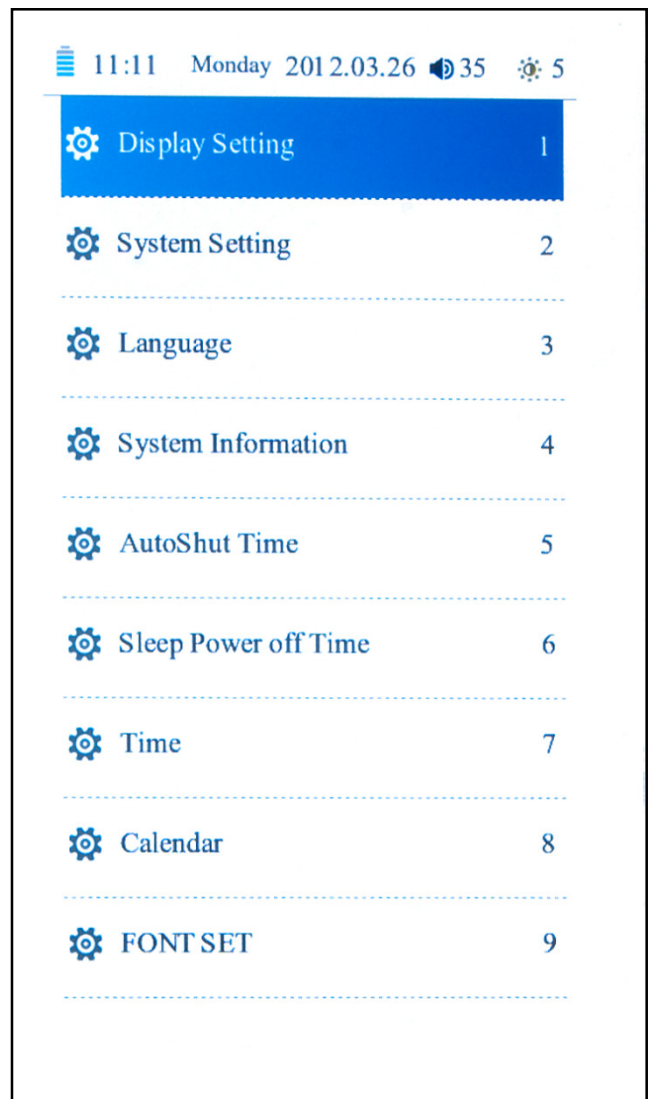 11:11 Monday 2012.03.26 35 5
Display Setting 1
System Setting 2
Language 3
System Information 4
AutoShut Time 5
Sleep Power off Time 6
Time 7
Calendar 8
FONT SET 9